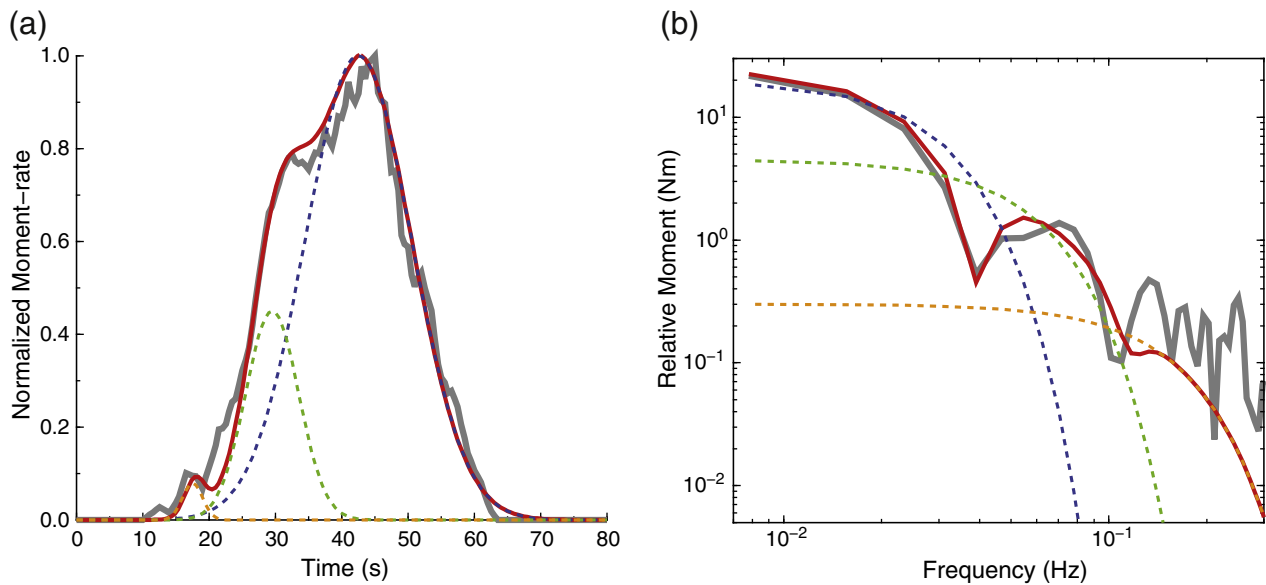 (a)
Normalized Moment-rate
1.0
0.8
0.6
0.4
0.2
0.0
0 10 20 30 40 50 60 70 80
Time (s)
(b)
Relative Moment (Nm)
10¹
10⁰
10⁻¹
10⁻²
10⁻² 10⁻¹
Frequency (Hz)